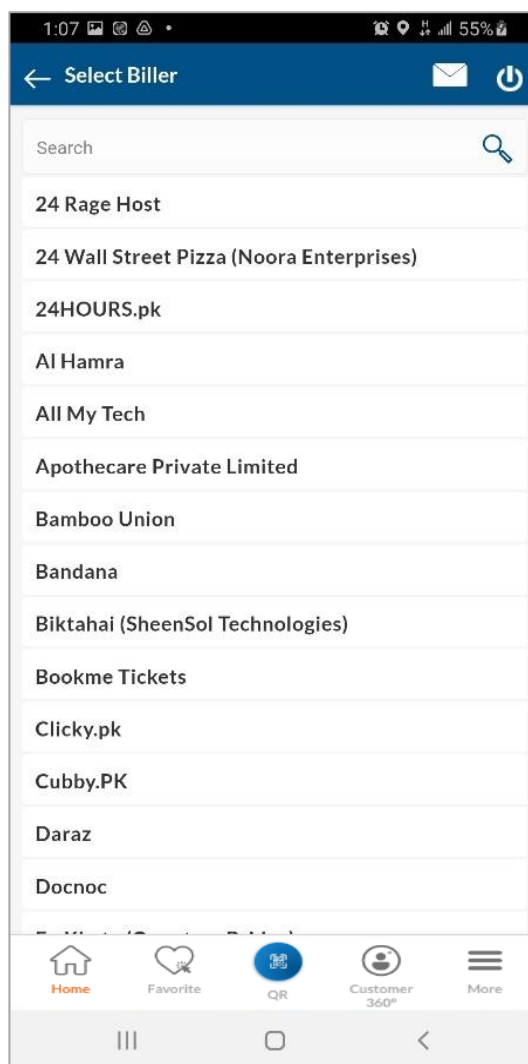 1:07
55%
Select Biller
Search
24 Rage Host
24 Wall Street Pizza (Noora Enterprises)
24HOURS.pk
Al Hamra
All My Tech
Apothecare Private Limited
Bamboo Union
Bandana
Biktahai (SheenSol Technologies)
Bookme Tickets
Clicky.pk
Cubby.PK
Daraz
Docnoc
Home
Favorite
QR
Customer
360°
More